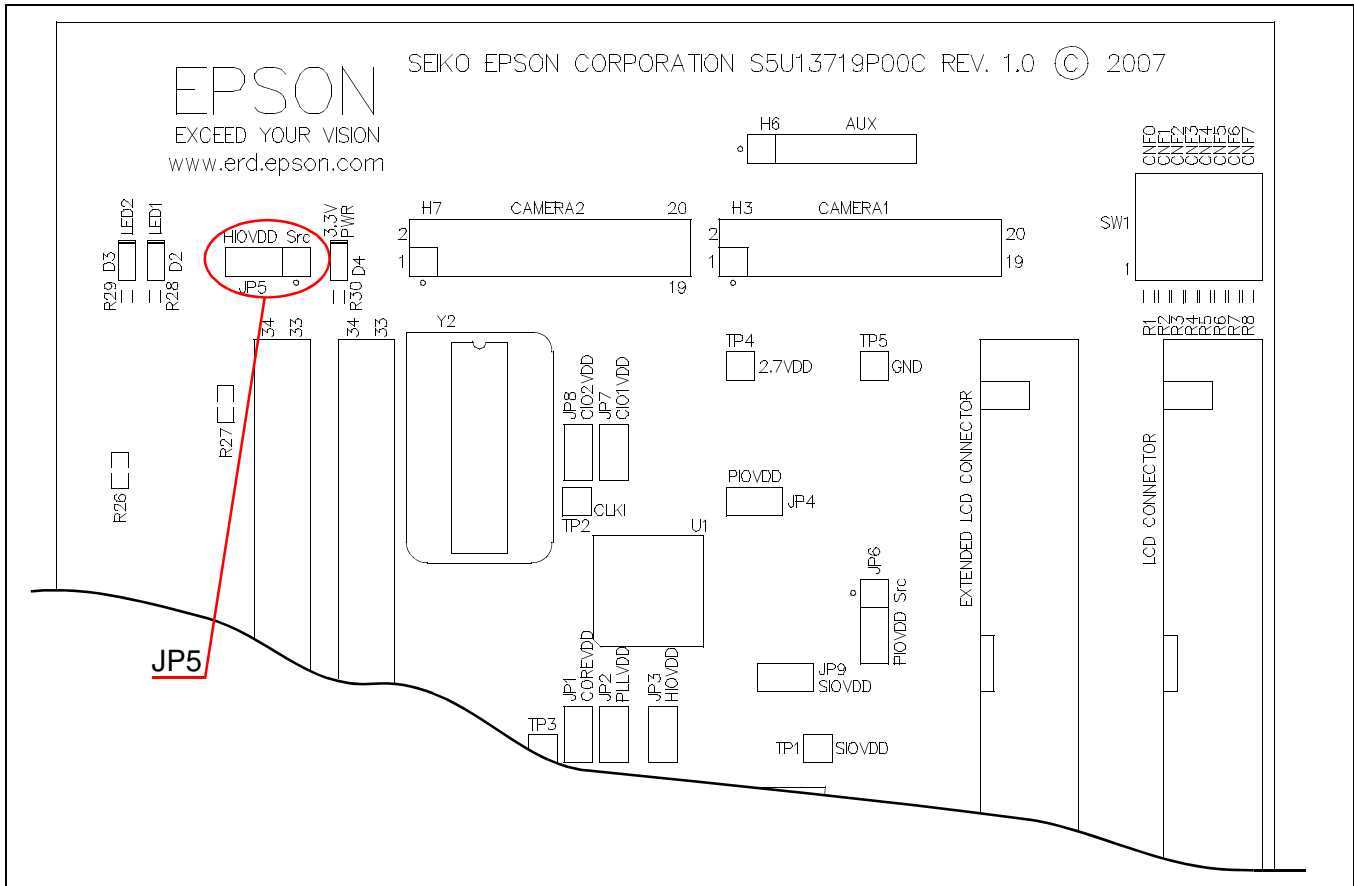 SEIKO EPSON CORPORATION S5U13719P00C REV. 1.0 © 2007
EPSON
EXCEED YOUR VISION
www.erd.epson.com
H6 AUX
CNF0
CNF1
CNF2
CNF3
CNF4
CNF5
CNF6
CNF7
SW1
1
LED2
LED1
D3
D2
R29
R28
HIOVDD Src
JP5
3.3V
PWR
D4
R30
H7 CAMERA2 20
2
1
19
H3 CAMERA1
2
1
20
19
R1
R2
R3
R4
R5
R6
R7
R8
34
33
34
33
Y2
TP4
2.7VDD
TP5
GND
JP8
CIO2VDD
JP7
CIO1VDD
R27
R26
EXTENDED LCD CONNECTOR
LCD CONNECTOR
PIOVDD
JP4
CLKI
TP2
U1
JP6
Src
PIOVDD
JP5
JP1
COREVDD
JP2
PLLVDD
JP3
HIOVDD
JP9
SIOVDD
TP3
TP1
SIOVDD